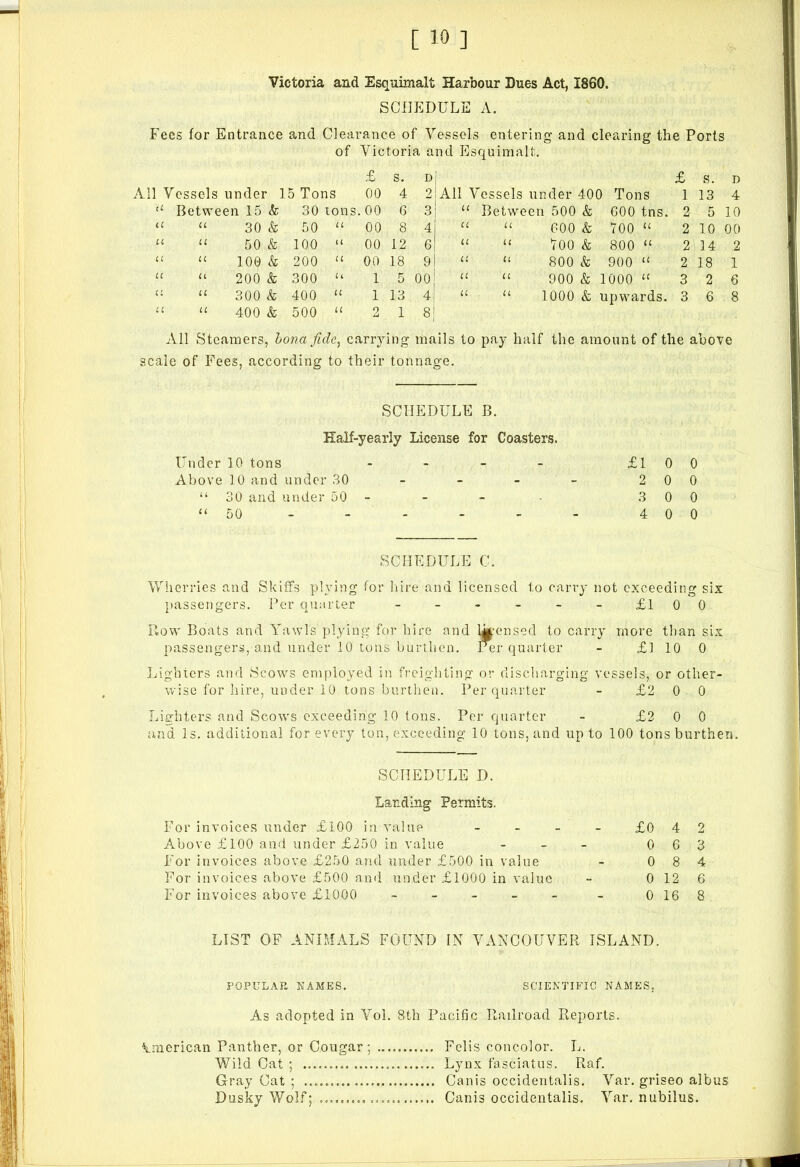 [ 10 ]
Victoria and Esquimalt Harbour Dues Act, 1860.
SCHEDULE A.
Fees for Entrance and Clearance of Vessels entering and clearing the Ports
of Victoria and Esquimalt.
£ s. D
All Vessels under 15 Tons 00 4 2
“ Between 15 & 30 tons. 00 6 3
“ “ 30 & 50 “ 00 8 4
“ “ 50 & 100 “ 00 12 6
“ “ 100 & 200 “ 00 18 9
“ “ 200 & 300 “ 1 5 00
“ “ 300 & 400 “ 1 13 4
“ “ 400 & 500 “ 2 1 8
£ s. D
All Vessels under 400 Tons 1 13 4
“ Between 500 & 600 tns. 2 5 10
“ “ 600 & 700 “ 2 10 00
“ “ 700 & 800 “ 2 14 2
“ “ 800 & 900 “ 2 18 1
“ “ 900 & 1000 “ 3 2 6
“ “ 1000 & upwards. 3 6 8
All Steamers, bona fide, carrying mails to pay half the amount of the above
scale of Fees, according to their tonnage.
SCHEDULE B.
Half-yearly License for Coasters.
Under 10 tons - - - - £1 0 0
Above 10 and under 30 - - - - 2 0 0
“ 30 and under 50 - - - - 3 0 0
“ 50 - - - - - - 4 0 0
SCHEDULE C.
Wherries and Skiffs plying for hire and licensed to carry not exceeding six
passengers. Per quarter - - - - - - £1 0 0
Row Boats and Yawls plying for hire and licensed to carry more than six
passengers, and under 10 tons burthen. Per quarter - £1 10 0
Lighters and Scows employed in freighting or discharging vessels, or other-
wise for hire, under 10 tons burthen. Per quarter - £2 0 0
Lighters and Scows exceeding 10 tons. Per quarter - £2 0 0
and 1s. additional for every ton, exceeding 10 tons, and up to 100 tons burthen.
SCHEDULE D.
Landing Permits.
For invoices under £100 in value - - - - £0 4 2
Above £100 and under £250 in value - - - 0 6 3
For invoices above £250 and under £500 in value - 0 8 4
For invoices above £500 and under £1000 in value - 0 12 6
For invoices above £1000 - - - - - - 0 16 8
LIST OF ANIMALS FOUND IN VANCOUVER ISLAND.
POPULAR NAMES. SCIENTIFIC NAMES,
As adopted in Vol. 8th Pacific Railroad Reports.
American Panther, or Cougar; ........... Felis concolor. L.
Wild Cat ; ........................ Lynx fasciatus. Raf.
Gray Cat ; ........................ Canis occidentalis. Var. griseo albus
Dusky Wolf; ..................... Canis occidentalis. Var. nubilus.